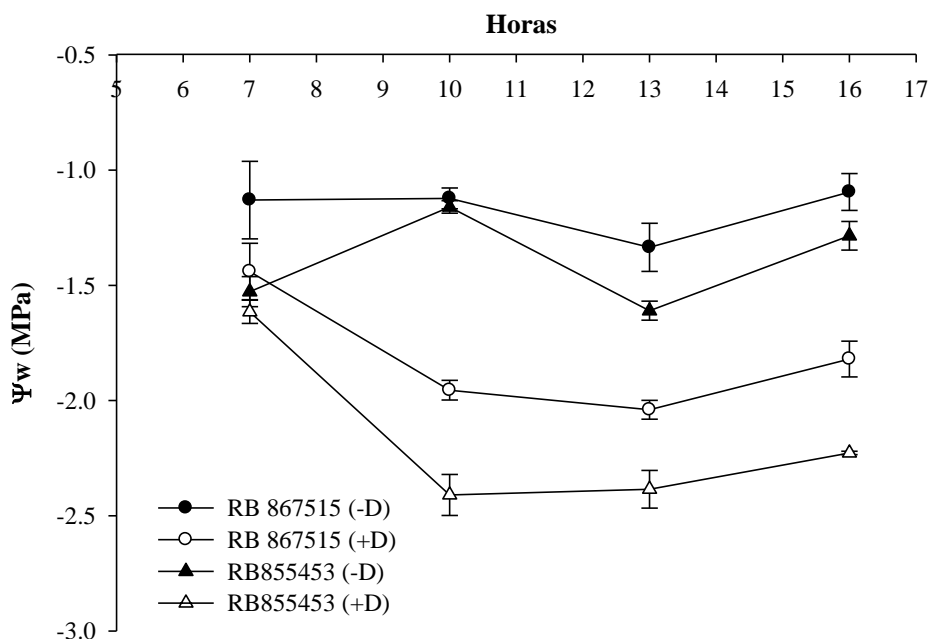 Horas
-0.5
5 6 7 8 9 10 11 12 13 14 15 16 17
-1.0
-1.5
Ψw (MPa)
-2.0
-2.5
RB 867515 (-D)
RB 867515 (+D)
RB855453 (-D)
RB855453 (+D)
-3.0